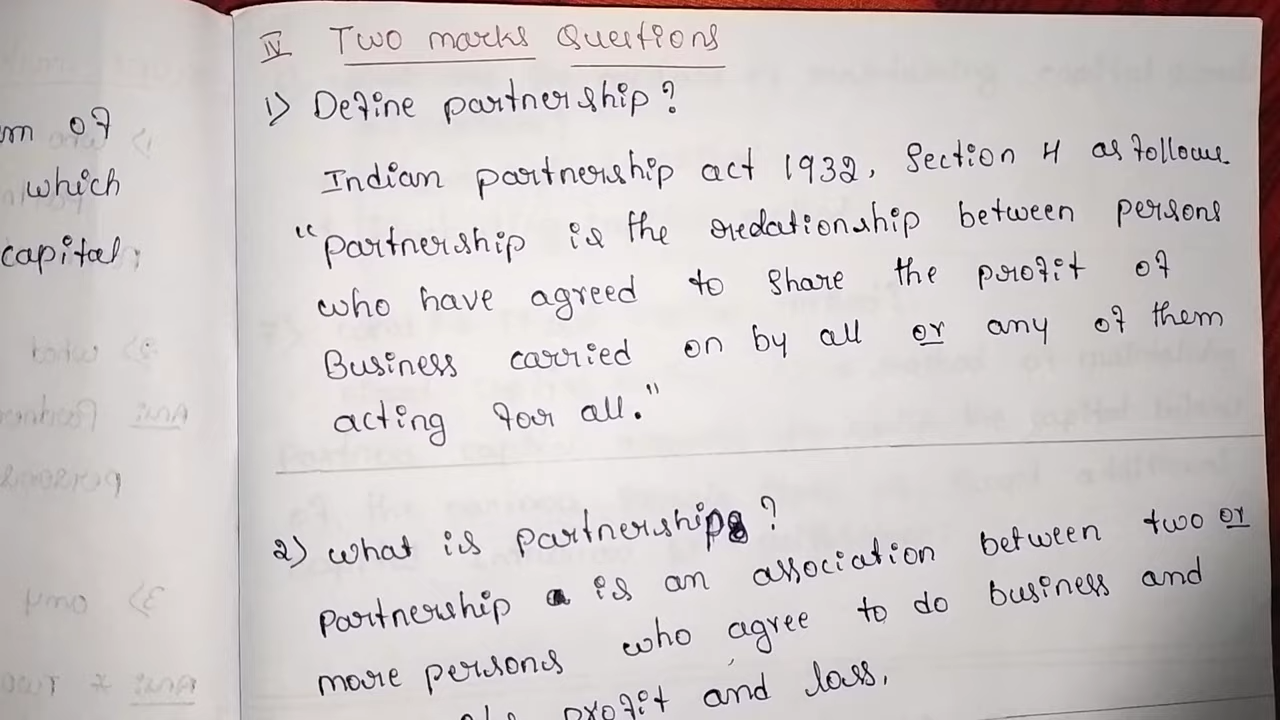 IV Two marks Questions
1) Define partnership?
Indian partnership act 1932, Section 4 as follows
"partnership is the redationship between persons
who have agreed to share the profit of
Business carried on by all or any of them
acting for all."
2) what is partnership?
partnership is an association between two or
more persons who agree to do business and
profit and loss,
of
which
capital,